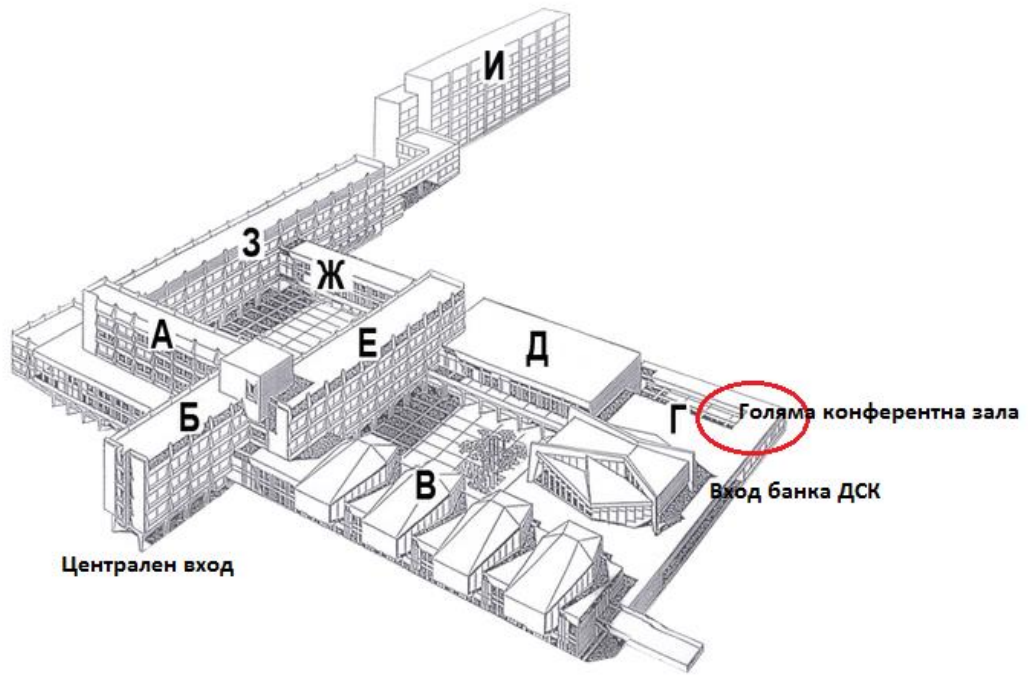 И
З
Ж
А
Е
Д
Б
Г
Голяма конферентна зала
В
Вход банка ДСК
Централен вход